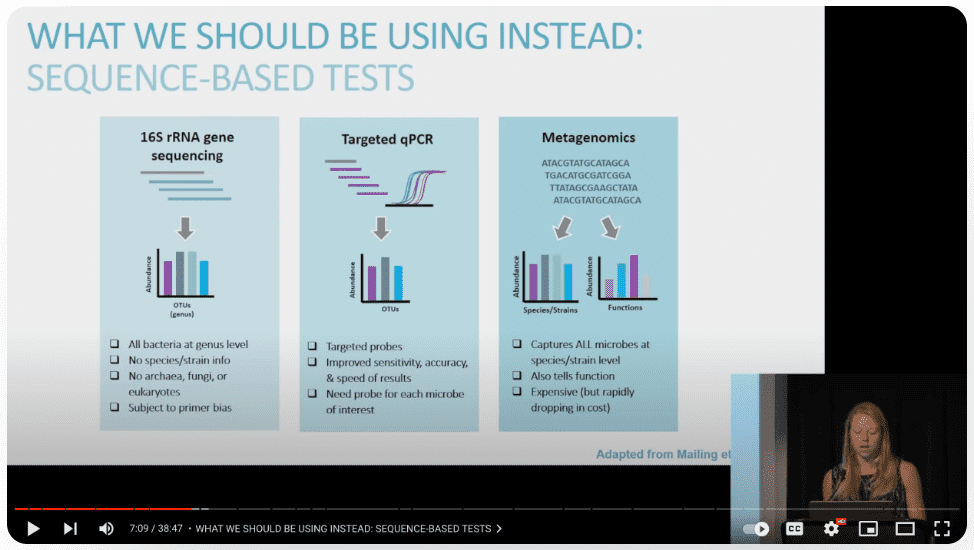 WHAT WE SHOULD BE USING INSTEAD:
SEQUENCE-BASED TESTS
16S rRNA gene
sequencing
Abundance
OTUs
(genus)
❑ All bacteria at genus level
❑ No species/strain info
❑ No archaea, fungi, or
eukaryotes
❑ Subject to primer bias
Targeted qPCR
Abundance
OTUs
❑ Targeted probes
❑ Improved sensitivity, accuracy,
& speed of results
❑ Need probe for each microbe
of interest
Metagenomics
ATACGTATGCATAGCA
TGACATGCGATCGGA
TTATAGCGAAGCTATA
ATACGTATGCATAGCA
Abundance
Species/Strains
Abundance
Functions
❑ Captures ALL microbes at
species/strain level
❑ Also tells function
❑ Expensive (but rapidly
dropping in cost)
Adapted from Mailing et
7:09 / 38:47 • WHAT WE SHOULD BE USING INSTEAD: SEQUENCE-BASED TESTS
CC
HD